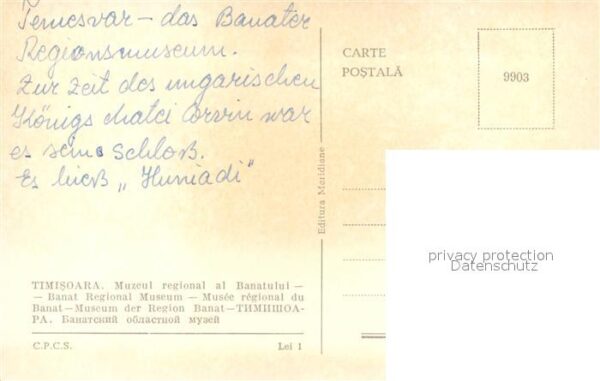 Temesvar – das Banater
Regionsmuseum.
Zur Zeit des ungarischen
Königs Matei Corvin war
es sein Schloß.
Es hieß „Huniadi"
CARTE
POŞTALĂ
9903
Editura Meridiane
TIMIŞOARA. Muzeul regional al Banatului —
— Banat Regional Museum — Musée régional du
Banat — Museum der Region Banat — ТИМИШОА-
РА. Банатский областной музей
C.P.C.S.
Lei 1
privacy protection
Datenschutz